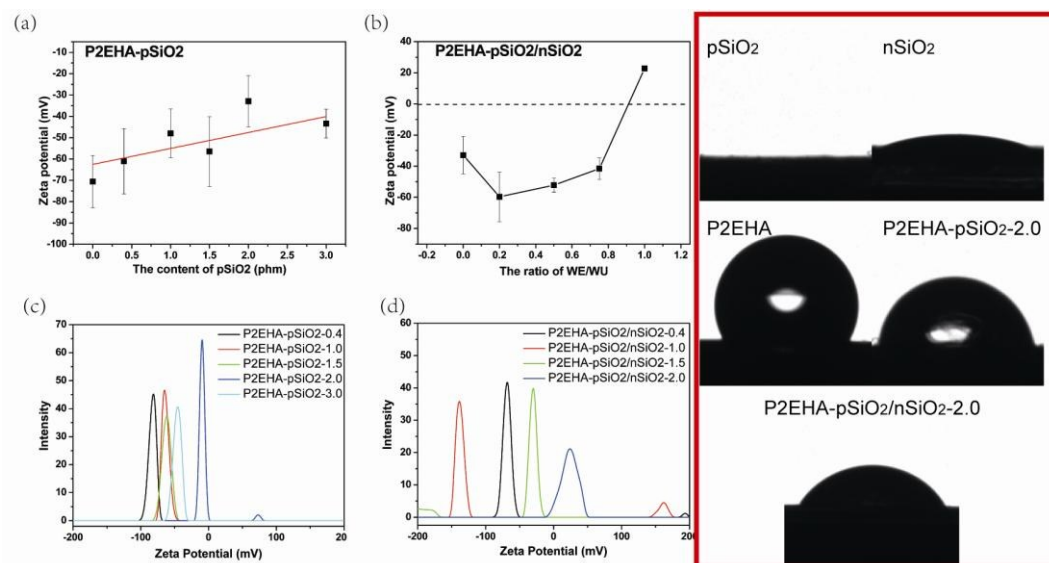 (a)
P2EHA-pSiO2
-5
-10
-20
-30
-40
-50
-60
-70
-80
-90
-100
Zeta potential (mV)
0.0 0.5 1.0 1.5 2.0 2.5 3.0
The content of pSiO2 (phm)
(b)
P2EHA-pSiO2/nSiO2
60
40
20
0
-20
-40
-60
-80
Zeta potential (mV)
-0.2 0.0 0.2 0.4 0.6 0.8 1.0 1.2
The ratio of WE/WU
(c)
70
60
50
40
30
20
10
0
Intensity
P2EHA-pSiO2-0.4
P2EHA-pSiO2-1.0
P2EHA-pSiO2-1.5
P2EHA-pSiO2-2.0
P2EHA-pSiO2-3.0
-200 -100 0 100 20
Zeta Potential (mV)
(d)
60
50
40
30
20
10
0
Intensity
P2EHA-pSiO2/nSiO2-0.4
P2EHA-pSiO2/nSiO2-1.0
P2EHA-pSiO2/nSiO2-1.5
P2EHA-pSiO2/nSiO2-2.0
-200 -100 0 100 200
Zeta Potential (mV)
pSiO₂ nSiO₂
P2EHA P2EHA-pSiO₂-2.0
P2EHA-pSiO₂/nSiO₂-2.0